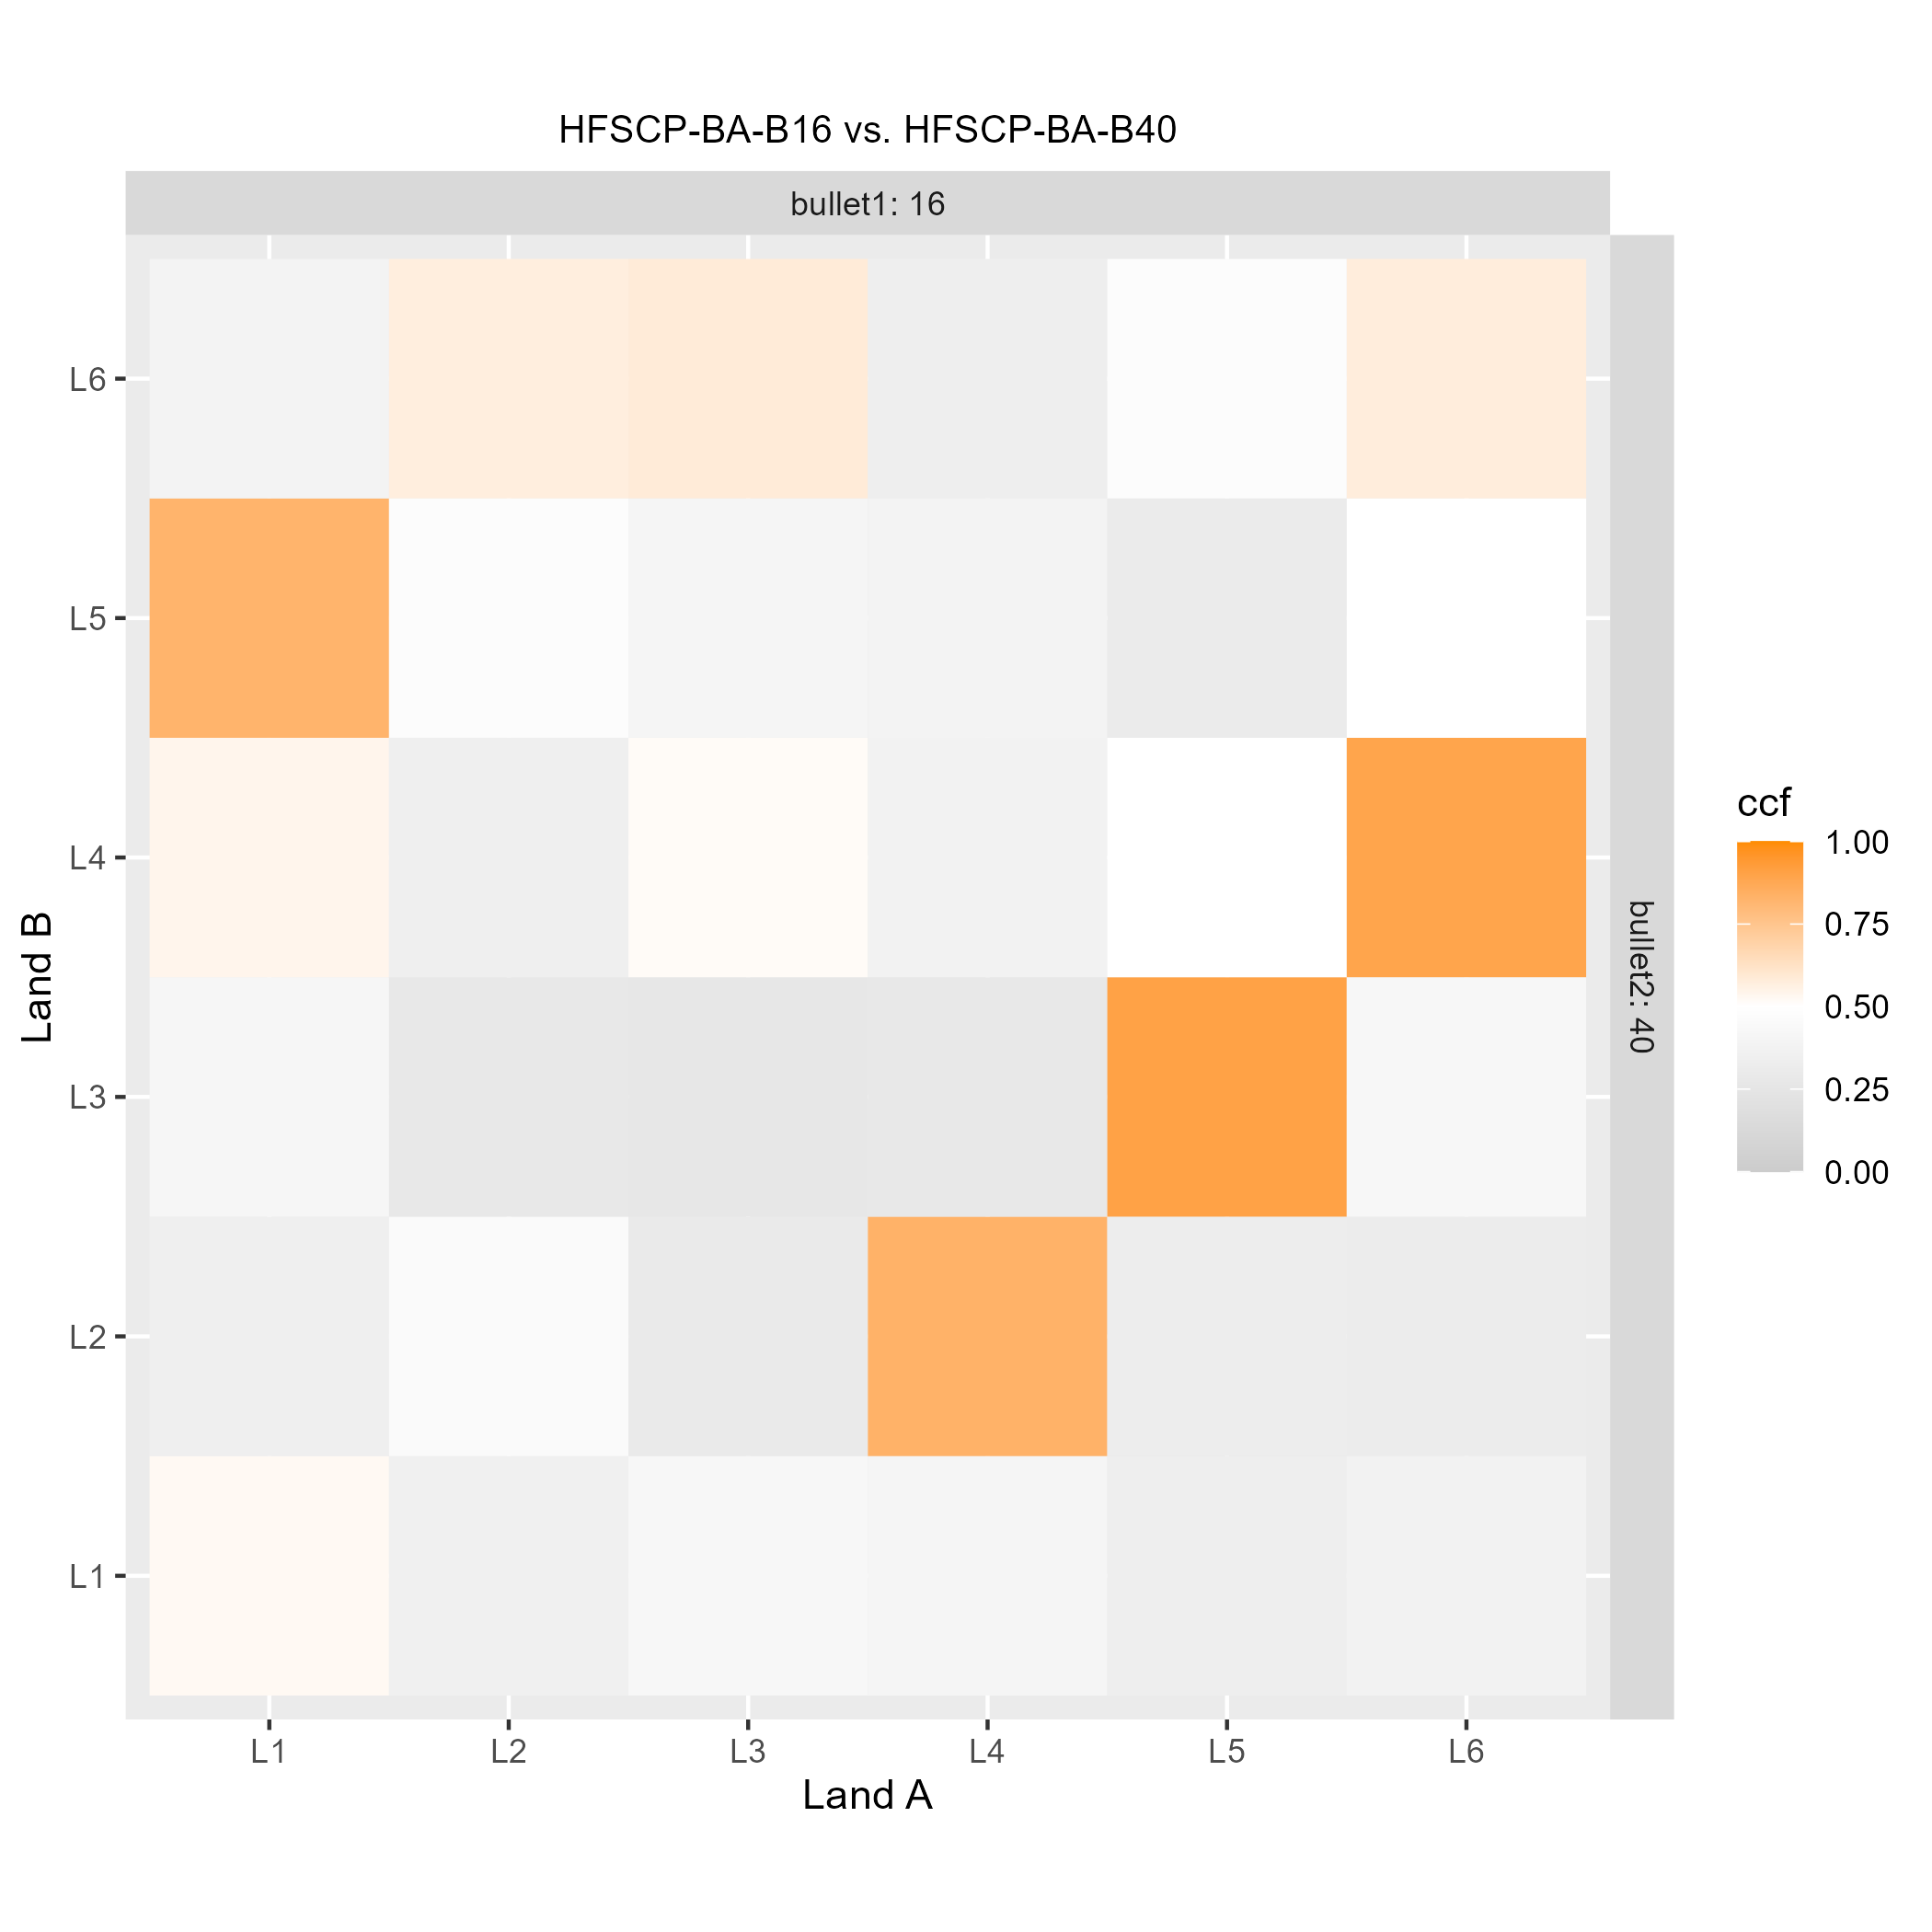 HFSCP-BA-B16 vs. HFSCP-BA-B40
bullet1: 16
L6
L5
L4
L3
L2
L1
Land B
bullet2: 40
ccf
1.00
0.75
0.50
0.25
0.00
L1 L2 L3 L4 L5 L6
Land A